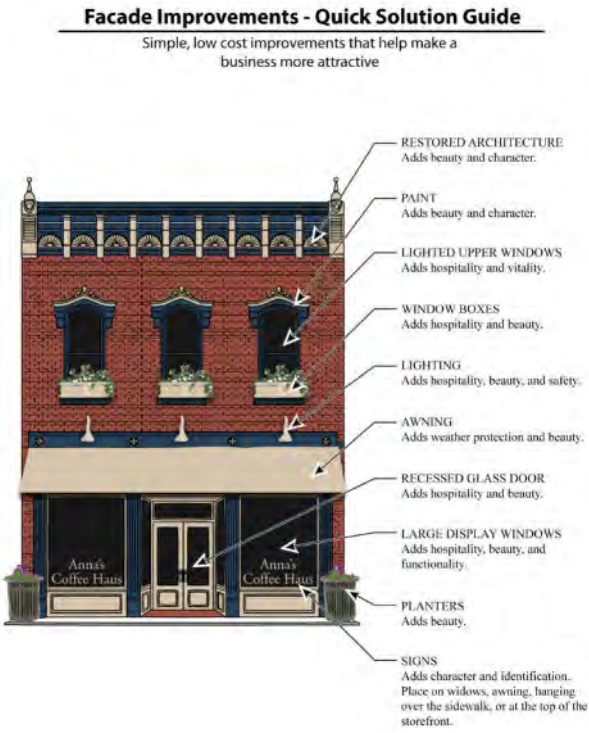 Facade Improvements - Quick Solution Guide
Simple, low cost improvements that help make a
business more attractive
RESTORED ARCHITECTURE
Adds beauty and character.
PAINT
Adds beauty and character.
LIGHTED UPPER WINDOWS
Adds hospitality and vitality.
WINDOW BOXES
Adds hospitality and beauty.
LIGHTING
Adds hospitality, beauty, and safety.
AWNING
Adds weather protection and beauty.
RECESSED GLASS DOOR
Adds hospitality and beauty.
LARGE DISPLAY WINDOWS
Adds hospitality, beauty, and
functionality.
PLANTERS
Adds beauty.
SIGNS
Adds character and identification.
Place on widows, awning, hanging
over the sidewalk, or at the top of the
storefront.
Anna's
Coffee Haus
Anna's
Coffee Haus